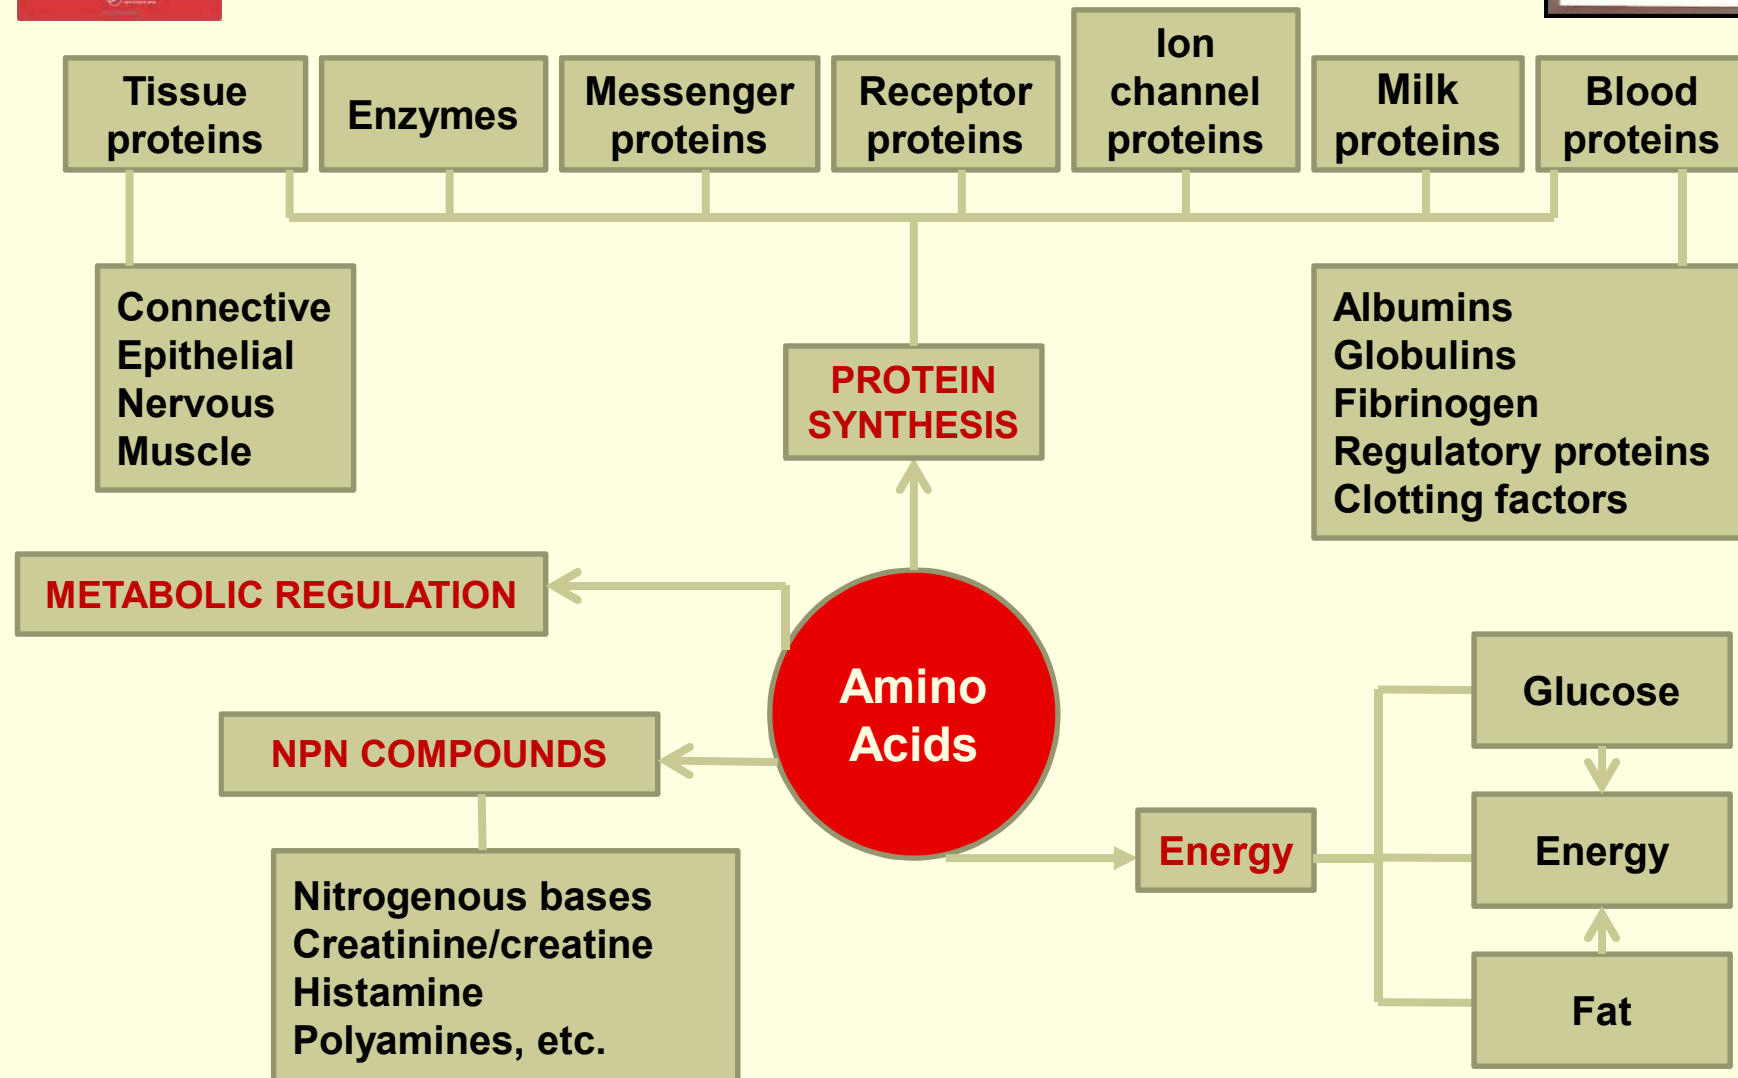 Tissue
proteins
Enzymes
Messenger
proteins
Receptor
proteins
Ion
channel
proteins
Milk
proteins
Blood
proteins
Connective
Epithelial
Nervous
Muscle
Albumins
Globulins
Fibrinogen
Regulatory proteins
Clotting factors
PROTEIN
SYNTHESIS
METABOLIC REGULATION
Amino
Acids
NPN COMPOUNDS
Nitrogenous bases
Creatinine/creatine
Histamine
Polyamines, etc.
Energy
Glucose
Energy
Fat